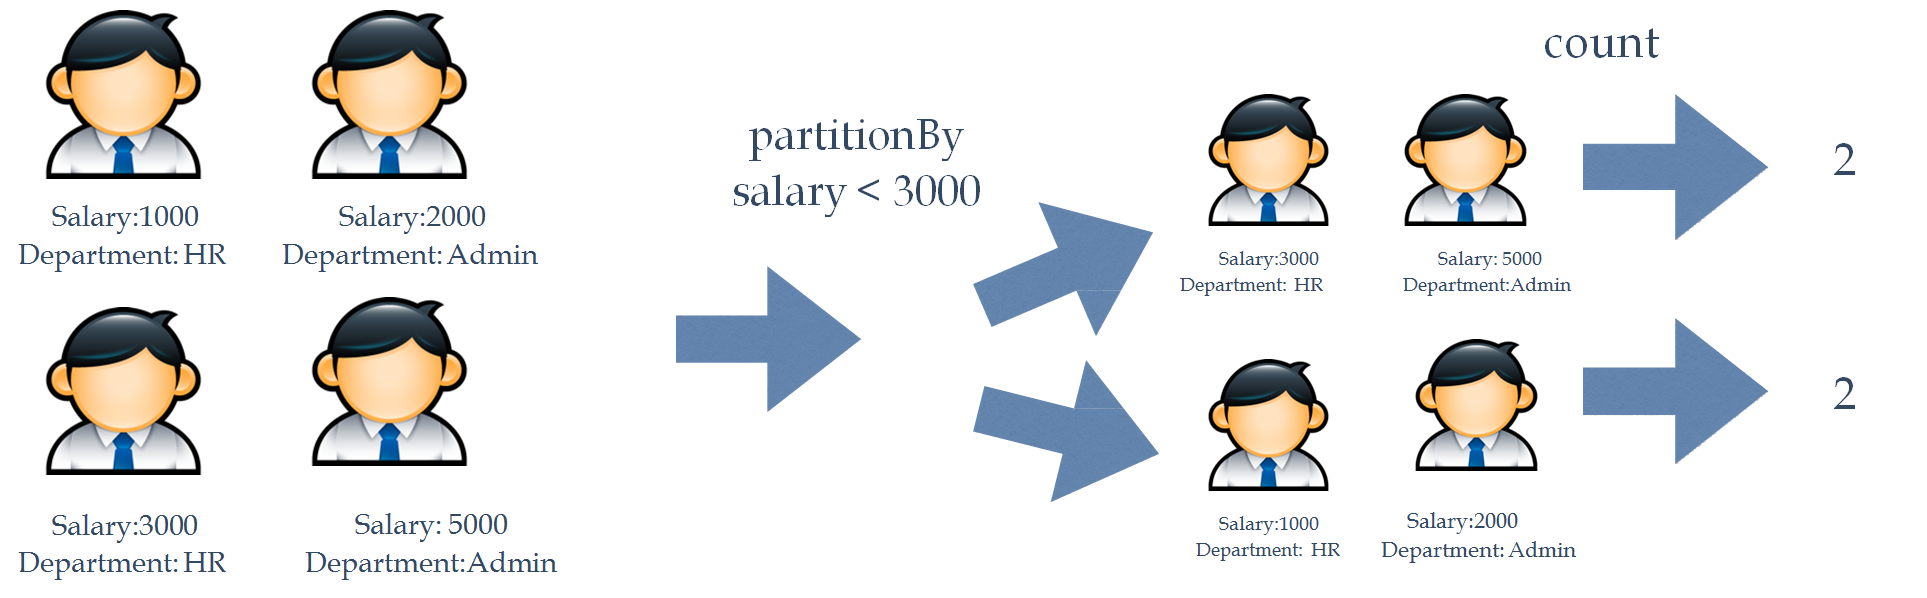 Salary:1000
Department: HR
Salary:2000
Department: Admin
Salary:3000
Department: HR
Salary: 5000
Department:Admin
partitionBy
salary < 3000
count
Salary:3000
Department: HR
Salary: 5000
Department:Admin
2
Salary:1000
Department: HR
Salary:2000
Department: Admin
2